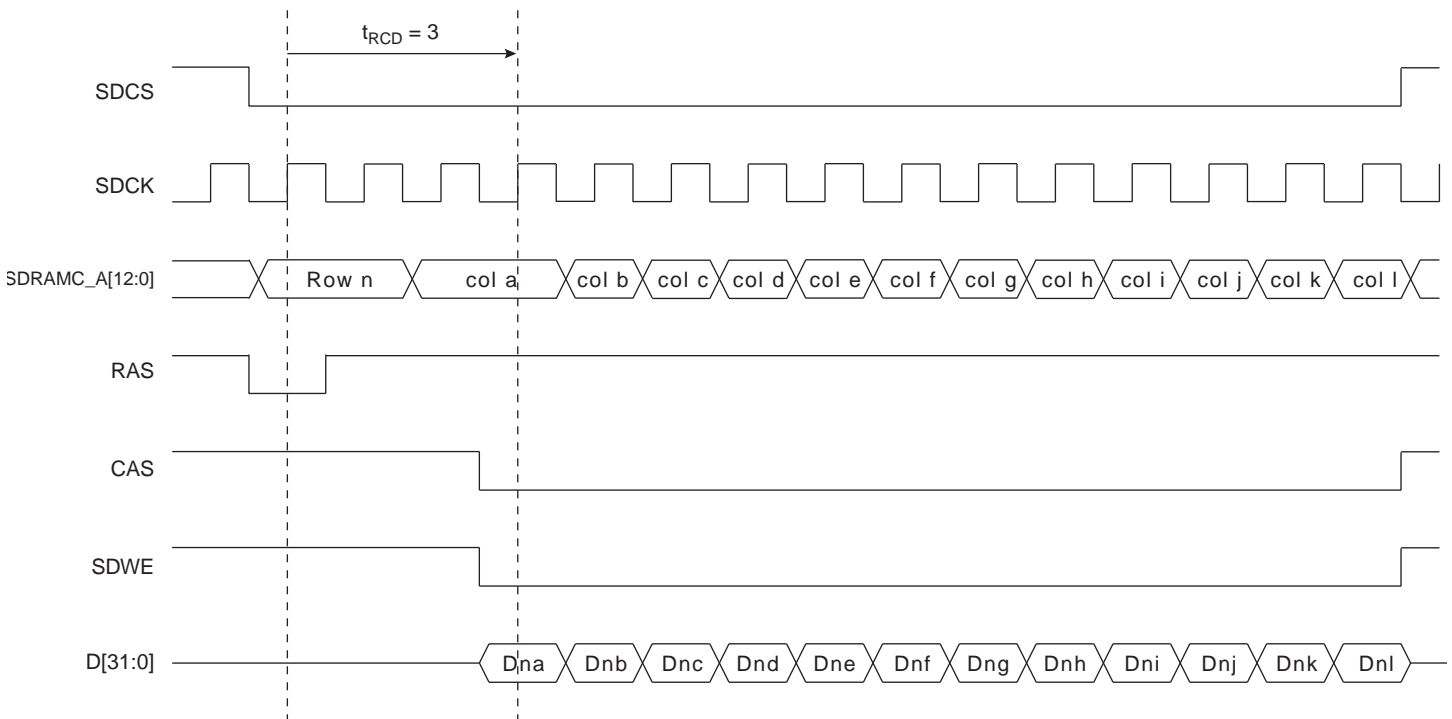 tRCD = 3
SDCS
SDCK
SDRAMC_A[12:0] Row n col a col b col c col d col e col f col g col h col i col j col k col l
RAS
CAS
SDWE
D[31:0] Dna Dnb Dnc Dnd Dne Dnf Dng Dnh Dni Dnj Dnk Dnl